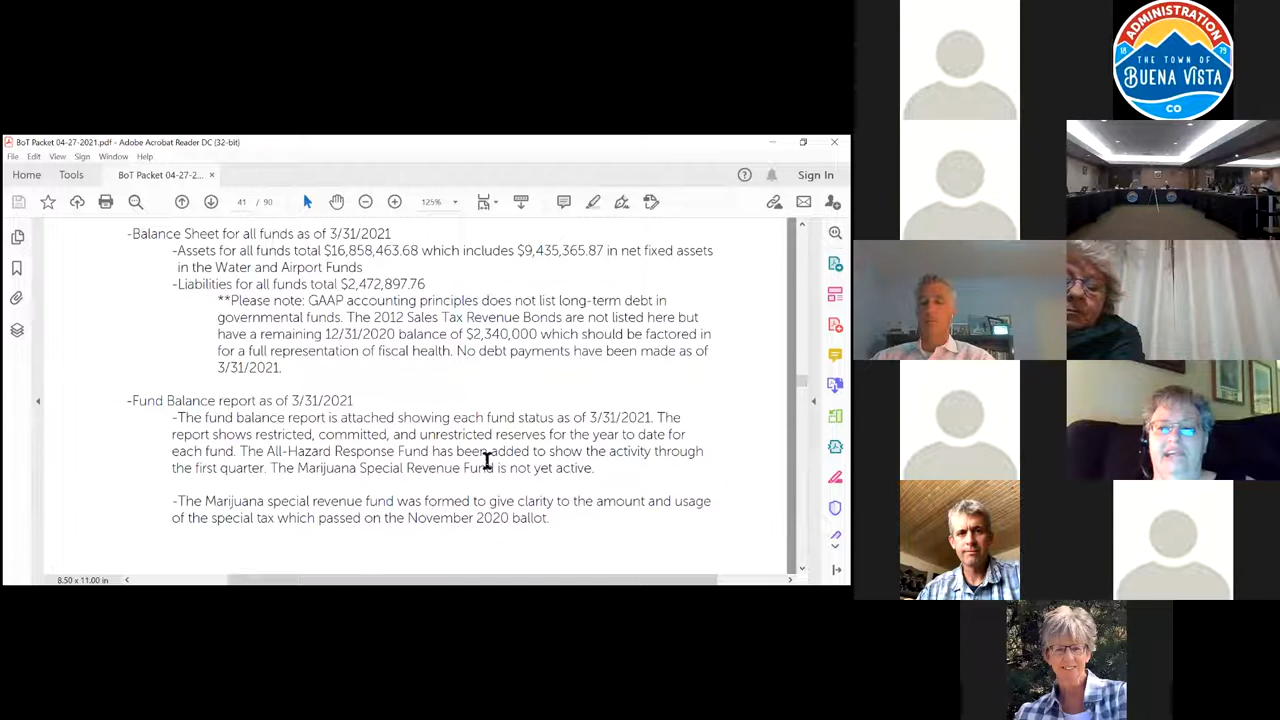 BoT Packet 04-27-2021.pdf - Adobe Acrobat Reader DC (32-bit)
File Edit View Sign Window Help
Home Tools BoT Packet 04-27-2... × Sign In
41 / 90 125%
-Balance Sheet for all funds as of 3/31/2021
-Assets for all funds total $16,858,463.68 which includes $9,435,365.87 in net fixed assets
in the Water and Airport Funds
-Liabilities for all funds total $2,472,897.76
**Please note: GAAP accounting principles does not list long-term debt in
governmental funds. The 2012 Sales Tax Revenue Bonds are not listed here but
have a remaining 12/31/2020 balance of $2,340,000 which should be factored in
for a full representation of fiscal health. No debt payments have been made as of
3/31/2021.
-Fund Balance report as of 3/31/2021
-The fund balance report is attached showing each fund status as of 3/31/2021. The
report shows restricted, committed, and unrestricted reserves for the year to date for
each fund. The All-Hazard Response Fund has been added to show the activity through
the first quarter. The Marijuana Special Revenue Fund is not yet active.
-The Marijuana special revenue fund was formed to give clarity to the amount and usage
of the special tax which passed on the November 2020 ballot.
8.50 x 11.00 in
ADMINISTRATION
18 79
THE TOWN OF
BUENA VISTA
CO